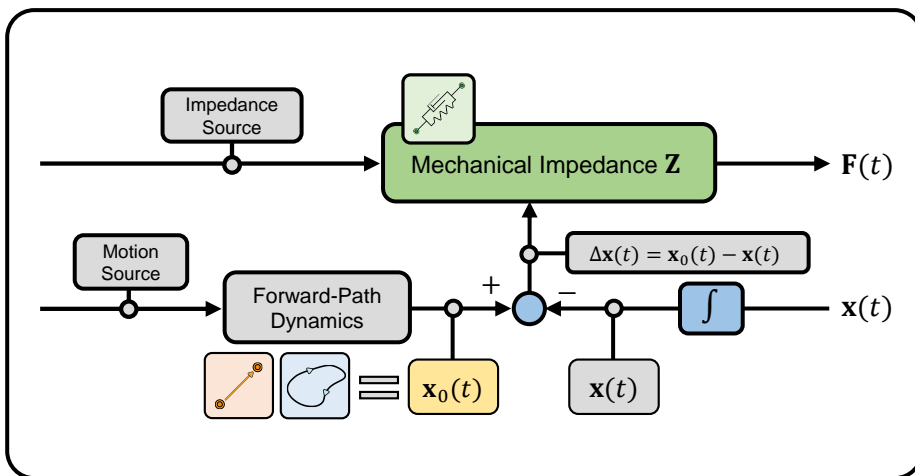 Impedance
Source
Mechanical Impedance Z
F(t)
Motion
Source
Δx(t) = x₀(t) − x(t)
Forward-Path
Dynamics
+
−
∫
x(t)
=
x₀(t)
x(t)